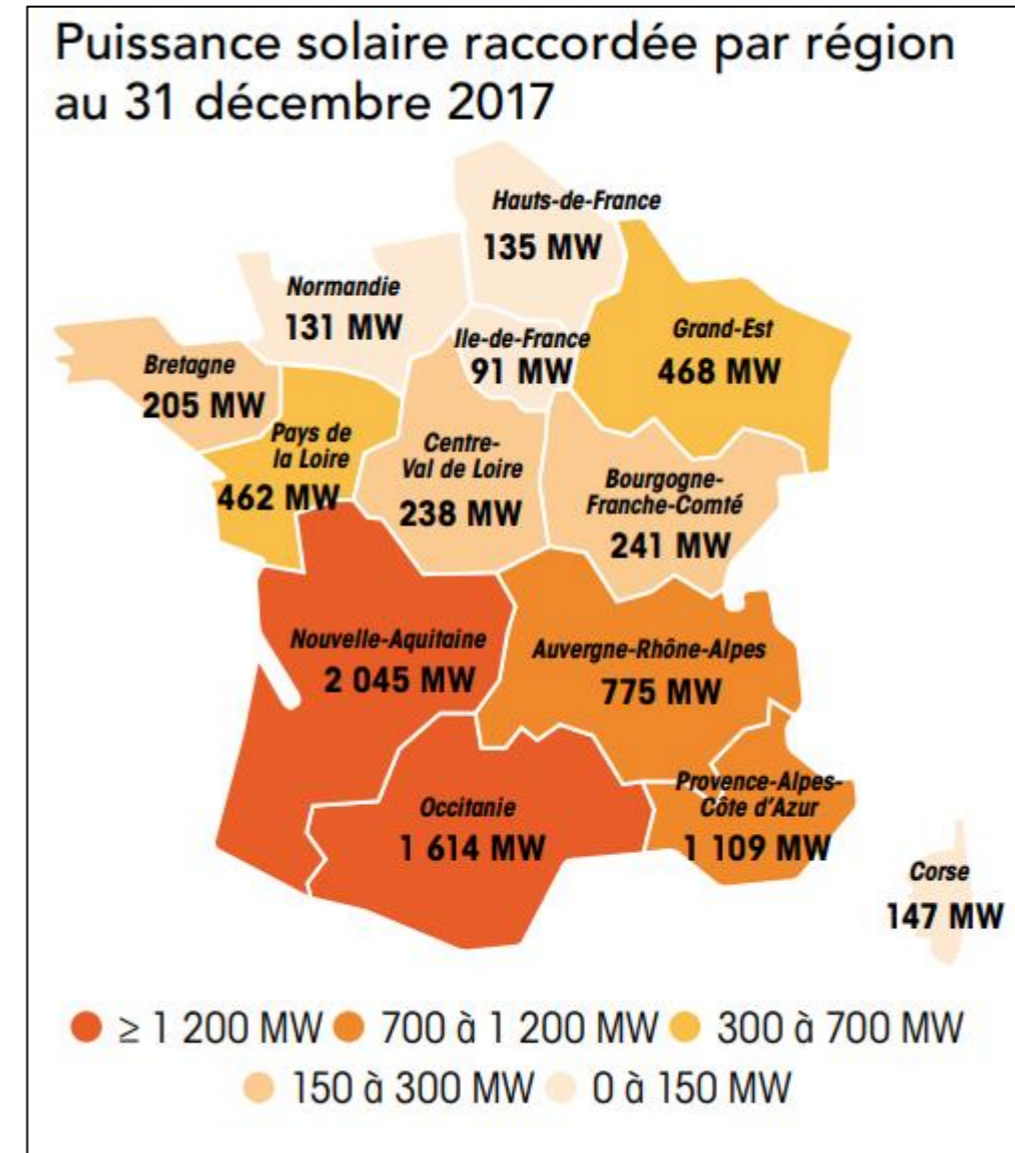 Puissance solaire raccordée par région
au 31 décembre 2017
Hauts-de-France
135 MW
Normandie
131 MW
Ile-de-France
91 MW
Grand-Est
468 MW
Bretagne
205 MW
Pays de
la Loire
462 MW
Centre-
Val de Loire
238 MW
Bourgogne-
Franche-Comté
241 MW
Nouvelle-Aquitaine
2 045 MW
Auvergne-Rhône-Alpes
775 MW
Provence-Alpes-
Côte d'Azur
1 109 MW
Occitanie
1 614 MW
Corse
147 MW
≥ 1 200 MW 700 à 1 200 MW 300 à 700 MW
150 à 300 MW 0 à 150 MW